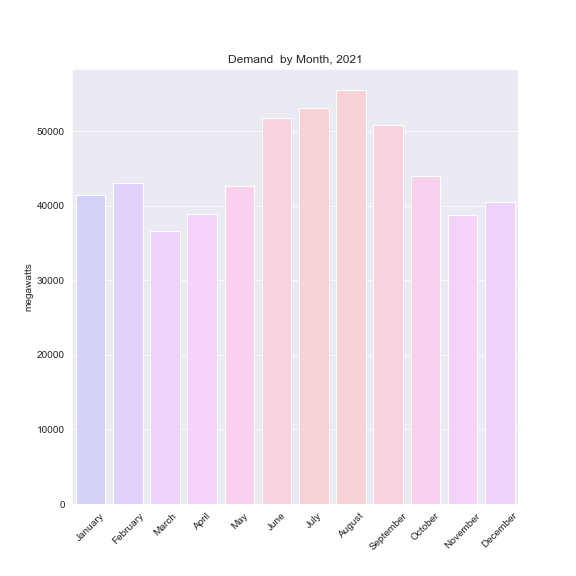 Demand  by Month, 2021
megawatts
50000
40000
30000
20000
10000
0
January
February
March
April
May
June
July
August
September
October
November
December